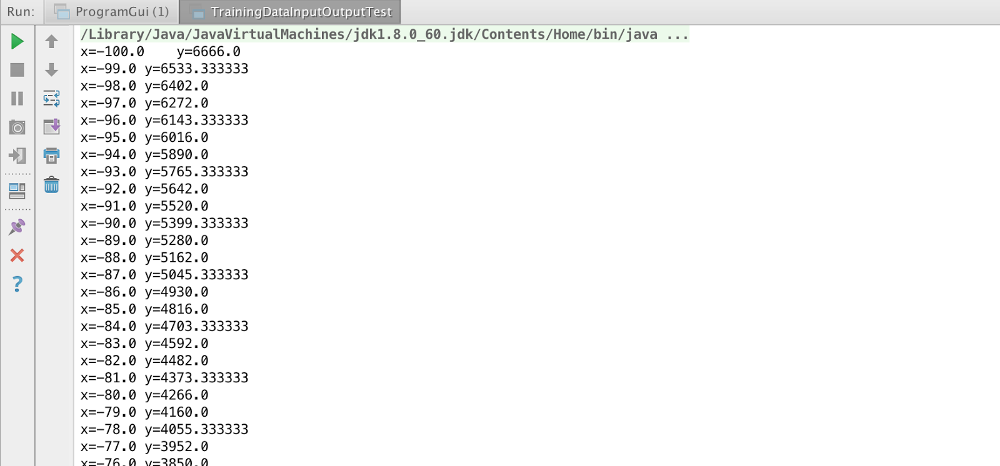 Run: ProgramGui (1) TrainingDataInputOutputTest
/Library/Java/JavaVirtualMachines/jdk1.8.0_60.jdk/Contents/Home/bin/java ...
x=-100.0    y=6666.0
x=-99.0 y=6533.333333
x=-98.0 y=6402.0
x=-97.0 y=6272.0
x=-96.0 y=6143.333333
x=-95.0 y=6016.0
x=-94.0 y=5890.0
x=-93.0 y=5765.333333
x=-92.0 y=5642.0
x=-91.0 y=5520.0
x=-90.0 y=5399.333333
x=-89.0 y=5280.0
x=-88.0 y=5162.0
x=-87.0 y=5045.333333
x=-86.0 y=4930.0
x=-85.0 y=4816.0
x=-84.0 y=4703.333333
x=-83.0 y=4592.0
x=-82.0 y=4482.0
x=-81.0 y=4373.333333
x=-80.0 y=4266.0
x=-79.0 y=4160.0
x=-78.0 y=4055.333333
x=-77.0 y=3952.0
x=-76.0 y=3850.0